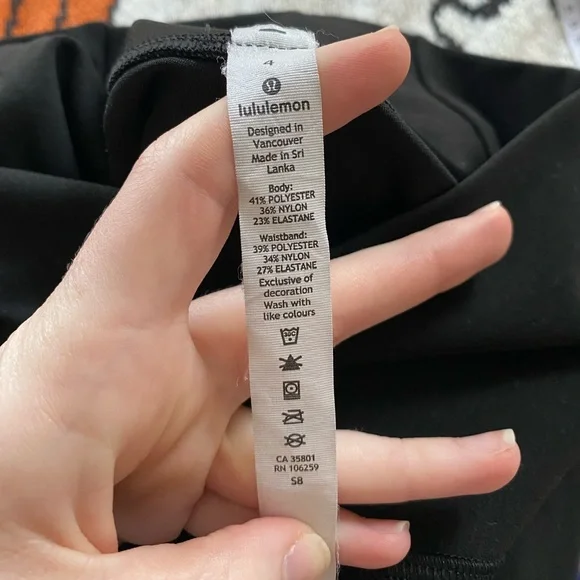 4
lululemon
Designed in
Vancouver
Made in Sri
Lanka
Body:
41% POLYESTER
36% NYLON
23% ELASTANE
Waistband:
39% POLYESTER
34% NYLON
27% ELASTANE
Exclusive of
decoration
Wash with
like colours
30C
CA 35801
RN 106259
S8